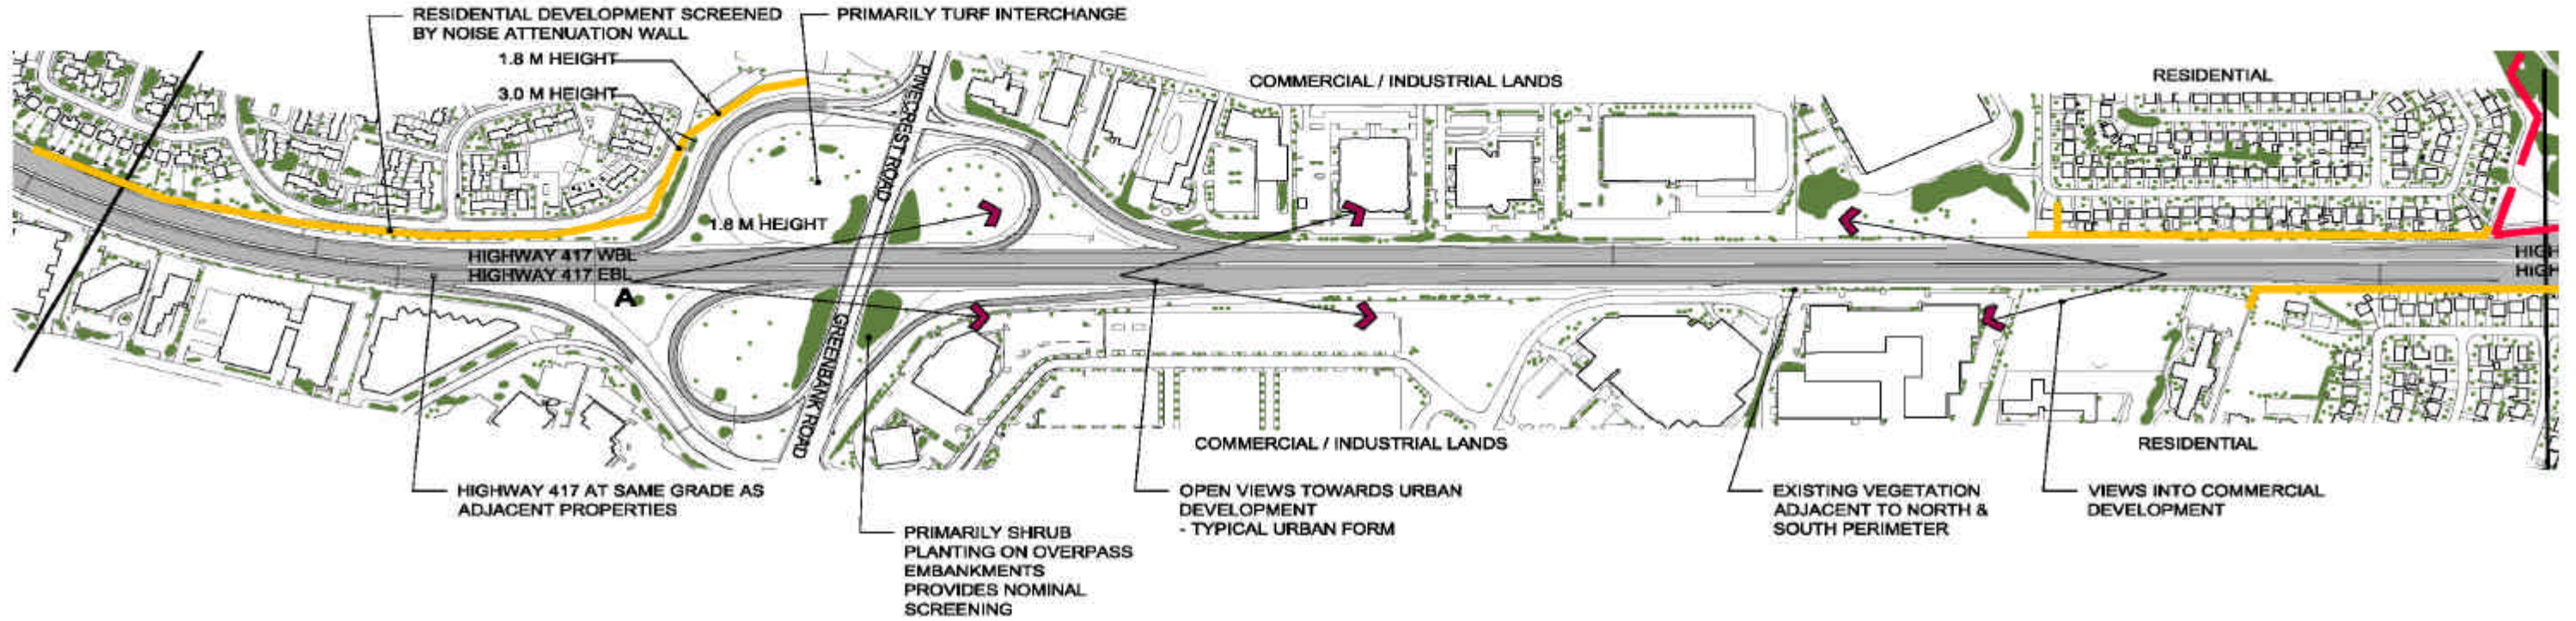 RESIDENTIAL DEVELOPMENT SCREENED
BY NOISE ATTENUATION WALL
PRIMARILY TURF INTERCHANGE
1.8 M HEIGHT
3.0 M HEIGHT
PINECREST ROAD
COMMERCIAL / INDUSTRIAL LANDS
RESIDENTIAL
1.8 M HEIGHT
HIGHWAY 417 WBL
HIGHWAY 417 EBL
HIGH
HIGH
A
GREENBANK ROAD
COMMERCIAL / INDUSTRIAL LANDS
RESIDENTIAL
HIGHWAY 417 AT SAME GRADE AS
ADJACENT PROPERTIES
PRIMARILY SHRUB
PLANTING ON OVERPASS
EMBANKMENTS
PROVIDES NOMINAL
SCREENING
OPEN VIEWS TOWARDS URBAN
DEVELOPMENT
- TYPICAL URBAN FORM
EXISTING VEGETATION
ADJACENT TO NORTH &
SOUTH PERIMETER
VIEWS INTO COMMERCIAL
DEVELOPMENT